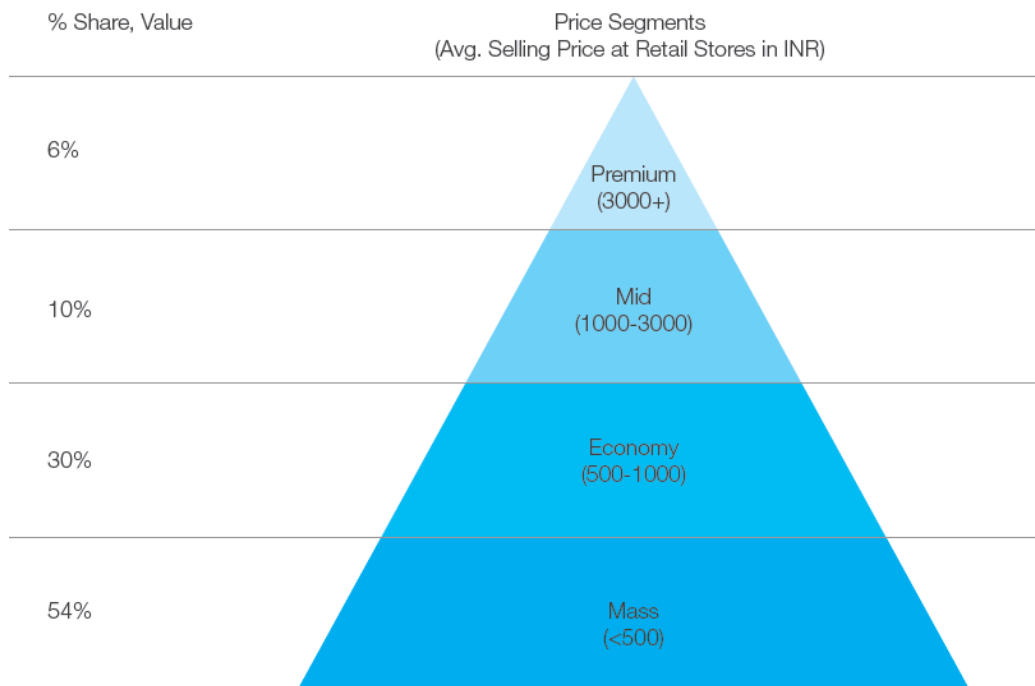 % Share, Value
Price Segments
(Avg. Selling Price at Retail Stores in INR)
6%
Premium
(3000+)
10%
Mid
(1000-3000)
30%
Economy
(500-1000)
54%
Mass
(<500)